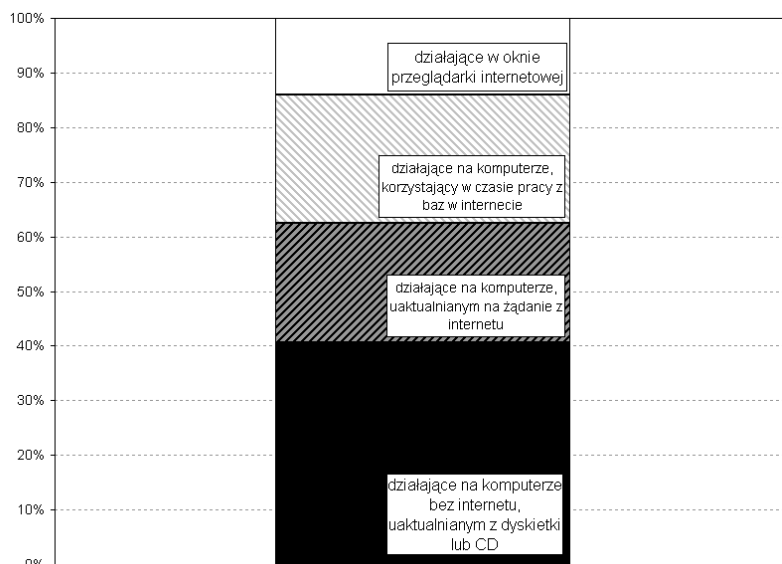 100%
90%
80%
70%
60%
50%
40%
30%
20%
10%
0%
działające w oknie
przeglądarki internetowej
działające na komputerze,
korzystający w czasie pracy z
baz w internecie
działające na komputerze,
uaktualnianym na żądanie z
internetu
działające na komputerze
bez internetu,
uaktualnianym z dyskietki
lub CD